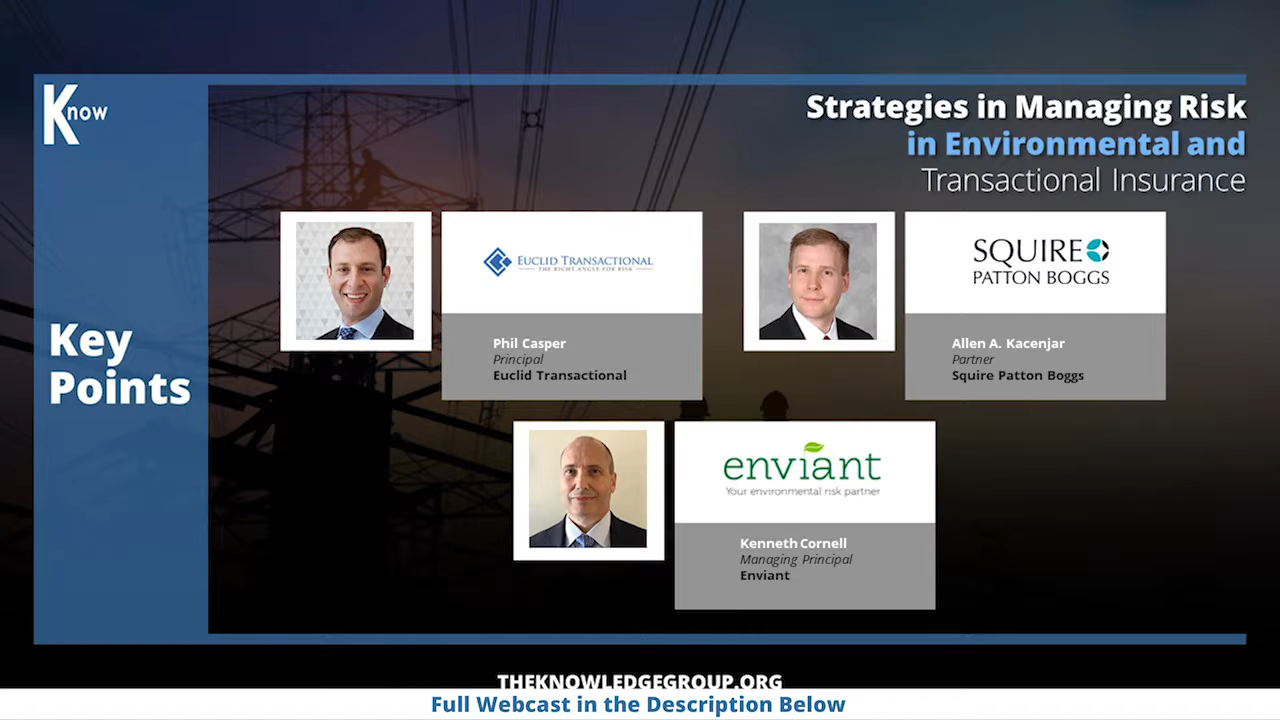 Know
Strategies in Managing Risk
in Environmental and
Transactional Insurance
Key
Points
EUCLID TRANSACTIONAL
THE RIGHT ANGLE FOR RISK
Phil Casper
Principal
Euclid Transactional
SQUIRE
PATTON BOGGS
Allen A. Kacenjar
Partner
Squire Patton Boggs
enviant
Your environmental risk partner
Kenneth Cornell
Managing Principal
Enviant
THEKNOWLEDGEGROUP.ORG
Full Webcast in the Description Below